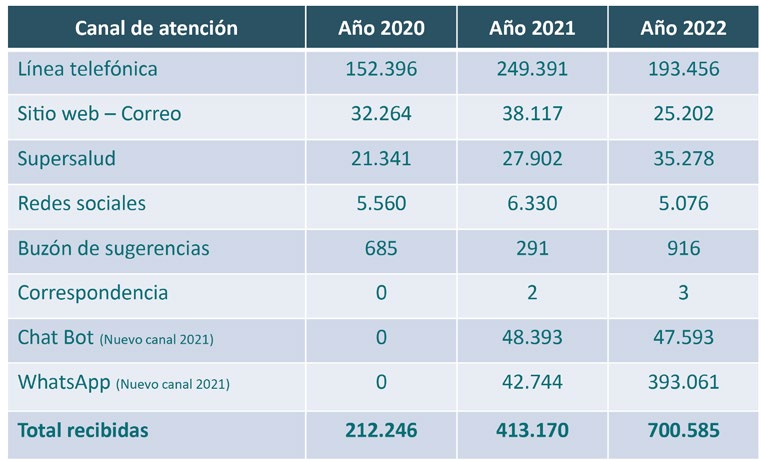 Canal de atención Año 2020 Año 2021 Año 2022
Línea telefónica 152.396 249.391 193.456
Sitio web – Correo 32.264 38.117 25.202
Supersalud 21.341 27.902 35.278
Redes sociales 5.560 6.330 5.076
Buzón de sugerencias 685 291 916
Correspondencia 0 2 3
Chat Bot (Nuevo canal 2021) 0 48.393 47.593
WhatsApp (Nuevo canal 2021) 0 42.744 393.061
Total recibidas 212.246 413.170 700.585